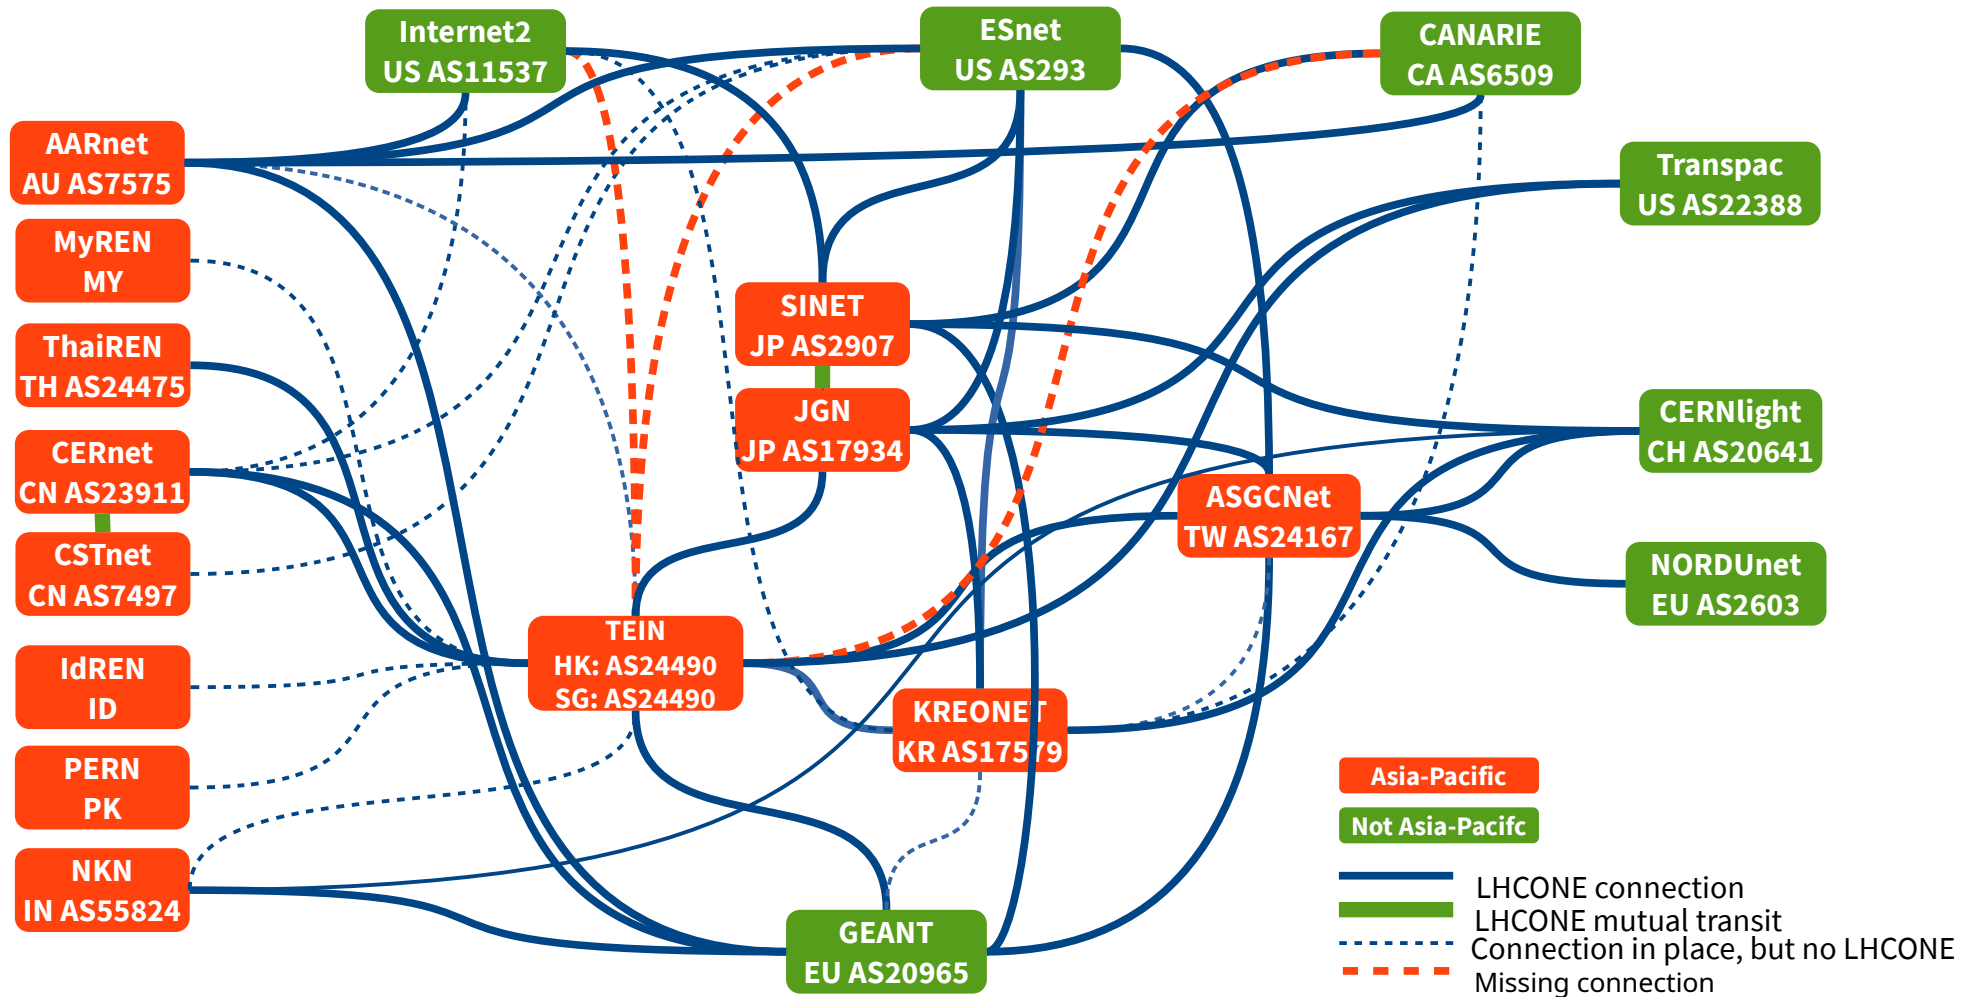 Internet2
US AS11537
ESnet
US AS293
CANARIE
CA AS6509
AARnet
AU AS7575
Transpac
US AS22388
MyREN
MY
SINET
JP AS2907
ThaiREN
TH AS24475
JGN
JP AS17934
CERNlight
CH AS20641
CERnet
CN AS23911
ASGCNet
TW AS24167
CSTnet
CN AS7497
NORDUnet
EU AS2603
TEIN
HK: AS24490
SG: AS24490
IdREN
ID
KREONET
KR AS17579
PERN
PK
NKN
IN AS55824
GEANT
EU AS20965
Asia-Pacific
Not Asia-Pacifc
LHCONE connection
LHCONE mutual transit
Connection in place, but no LHCONE
Missing connection